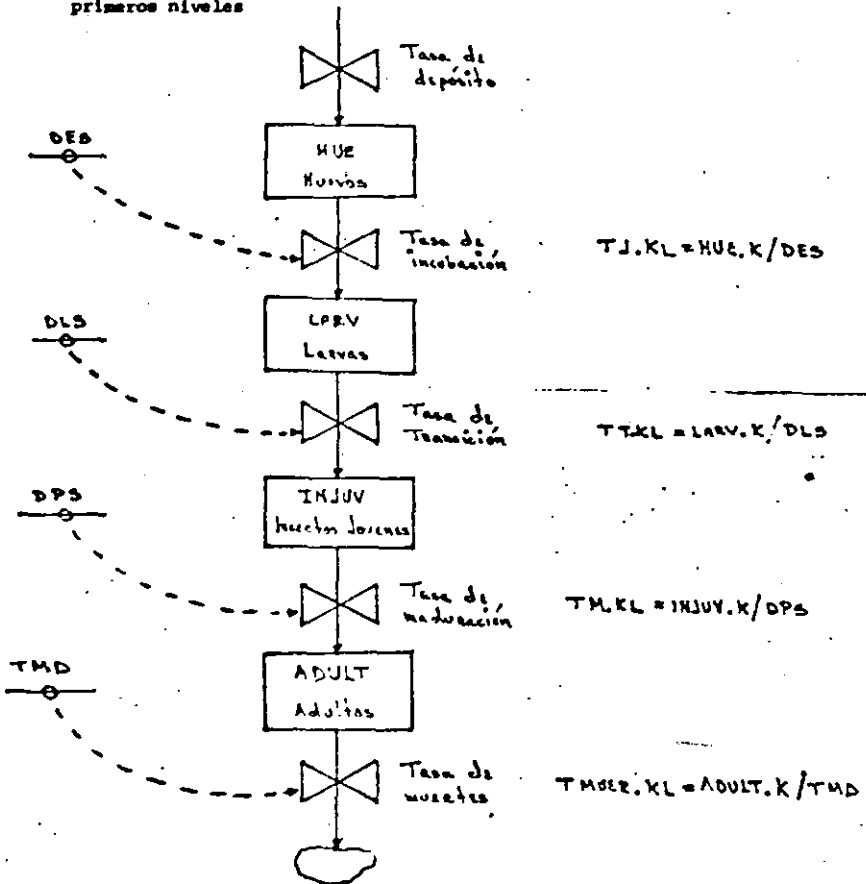 primeros niveles
Tasa de
depósito
DES
HUE
Huevos
Tasa de
incubación
TI.KL = HUE.K/DES
DLS
LARV
Larvas
Tasa de
Transición
TT.KL = LARV.K/DLS
DPS
INJUV
Insectos Jovenes
Tasa de
maduración
TM.KL = INJUV.K/DPS
TMD
ADULT
Adultos
Tasa de
muertes
TMUER.KL = ADULT.K/TMD